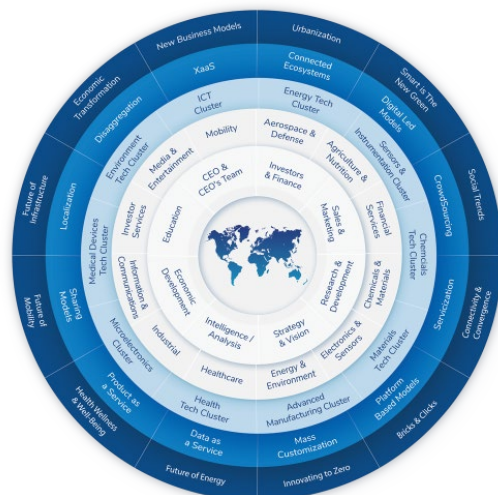 New Business Models
Urbanization
Smart is The
New Green
Social Trends
Connectivity &
Convergence
Bricks & Clicks
Innovating to Zero
Future of Energy
Health Wellness
& Well Being
Future of
Mobility
Future of
Infrastructure
Economic
Transformation
XaaS
Connected
Ecosystems
Digital Led
Models
CrowdSourcing
Servicization
Platform
Based Models
Mass
Customization
Data as
a Service
Product as
a Service
Sharing
Models
Localization
Disaggregation
ICT
Cluster
Energy Tech
Cluster
Sensors &
Instrumentation Cluster
Chemcials
Tech Cluster
Materials
Tech Cluster
Advanced
Manufacturing Cluster
Health
Tech Cluster
Microelectronics
Cluster
Medical Devices
Tech Cluster
Environment
Tech Cluster
Mobility
Aerospace &
Defense
Agriculture &
Nutrition
Financial
Services
Chemicals &
Materials
Electronics &
Sensors
Energy &
Environment
Healthcare
Industrial
Information &
Communications
Investor
Services
Media &
Entertainment
CEO &
CEO's Team
Investors
& Finance
Sales &
Marketing
Research &
Development
Strategy
& Vision
Intelligence /
Analysis
Economic
Development
Education